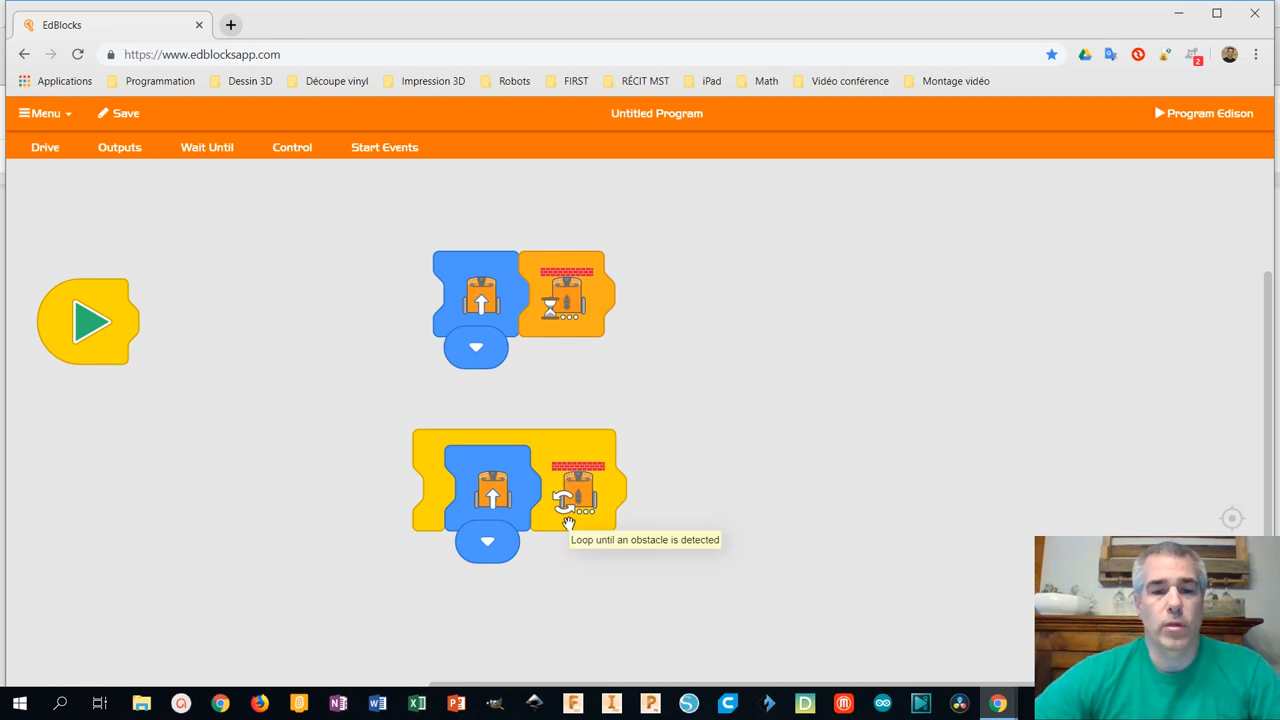 EdBlocks
https://www.edblocksapp.com
2
Applications Programmation Dessin 3D Découpe vinyl Impression 3D Robots FIRST RÉCIT MST iPad Math Vidéo conférence Montage vidéo
Menu Save Untitled Program Program Edison
Drive Outputs Wait Until Control Start Events
Loop until an obstacle is detected